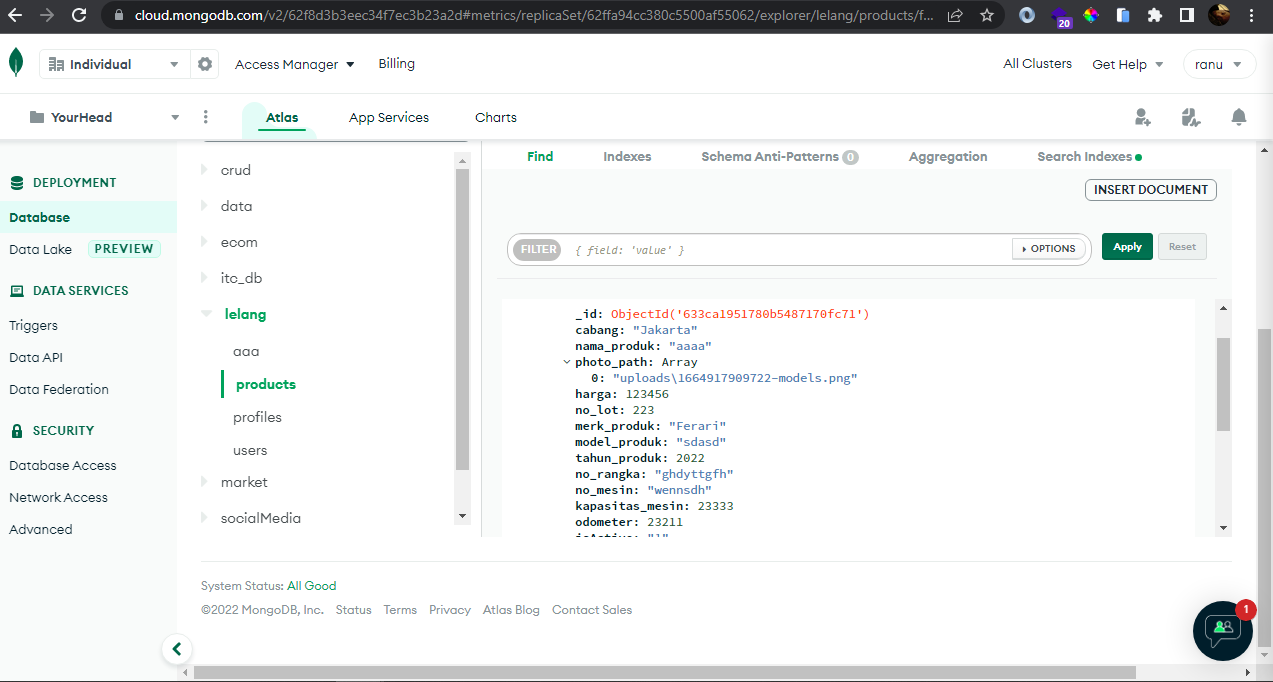 cloud.mongodb.com/v2/62f8d3b3eec34f7ec3b23a2d#metrics/replicaSet/62ffa94cc380c5500af55062/explorer/lelang/products/f...
20
Individual
Access Manager
Billing
All Clusters
Get Help
ranu
YourHead
Atlas
App Services
Charts
DEPLOYMENT
Database
Data Lake PREVIEW
DATA SERVICES
Triggers
Data API
Data Federation
SECURITY
Database Access
Network Access
Advanced
crud
data
ecom
itc_db
lelang
aaa
products
profiles
users
market
socialMedia
Find
Indexes
Schema Anti-Patterns 0
Aggregation
Search Indexes
INSERT DOCUMENT
FILTER
{ field: 'value' }
OPTIONS
Apply
Reset
_id: ObjectId('633ca1951780b5487170fc71')
cabang: "Jakarta"
nama_produk: "aaaa"
photo_path: Array
0: "uploads\1664917909722-models.png"
harga: 123456
no_lot: 223
merk_produk: "Ferari"
model_produk: "sdasd"
tahun_produk: 2022
no_rangka: "ghdyttgfh"
no_mesin: "wennsdh"
kapasitas_mesin: 23333
odometer: 23211
isActive: "1"
System Status: All Good
©2022 MongoDB, Inc.
Status
Terms
Privacy
Atlas Blog
Contact Sales
1